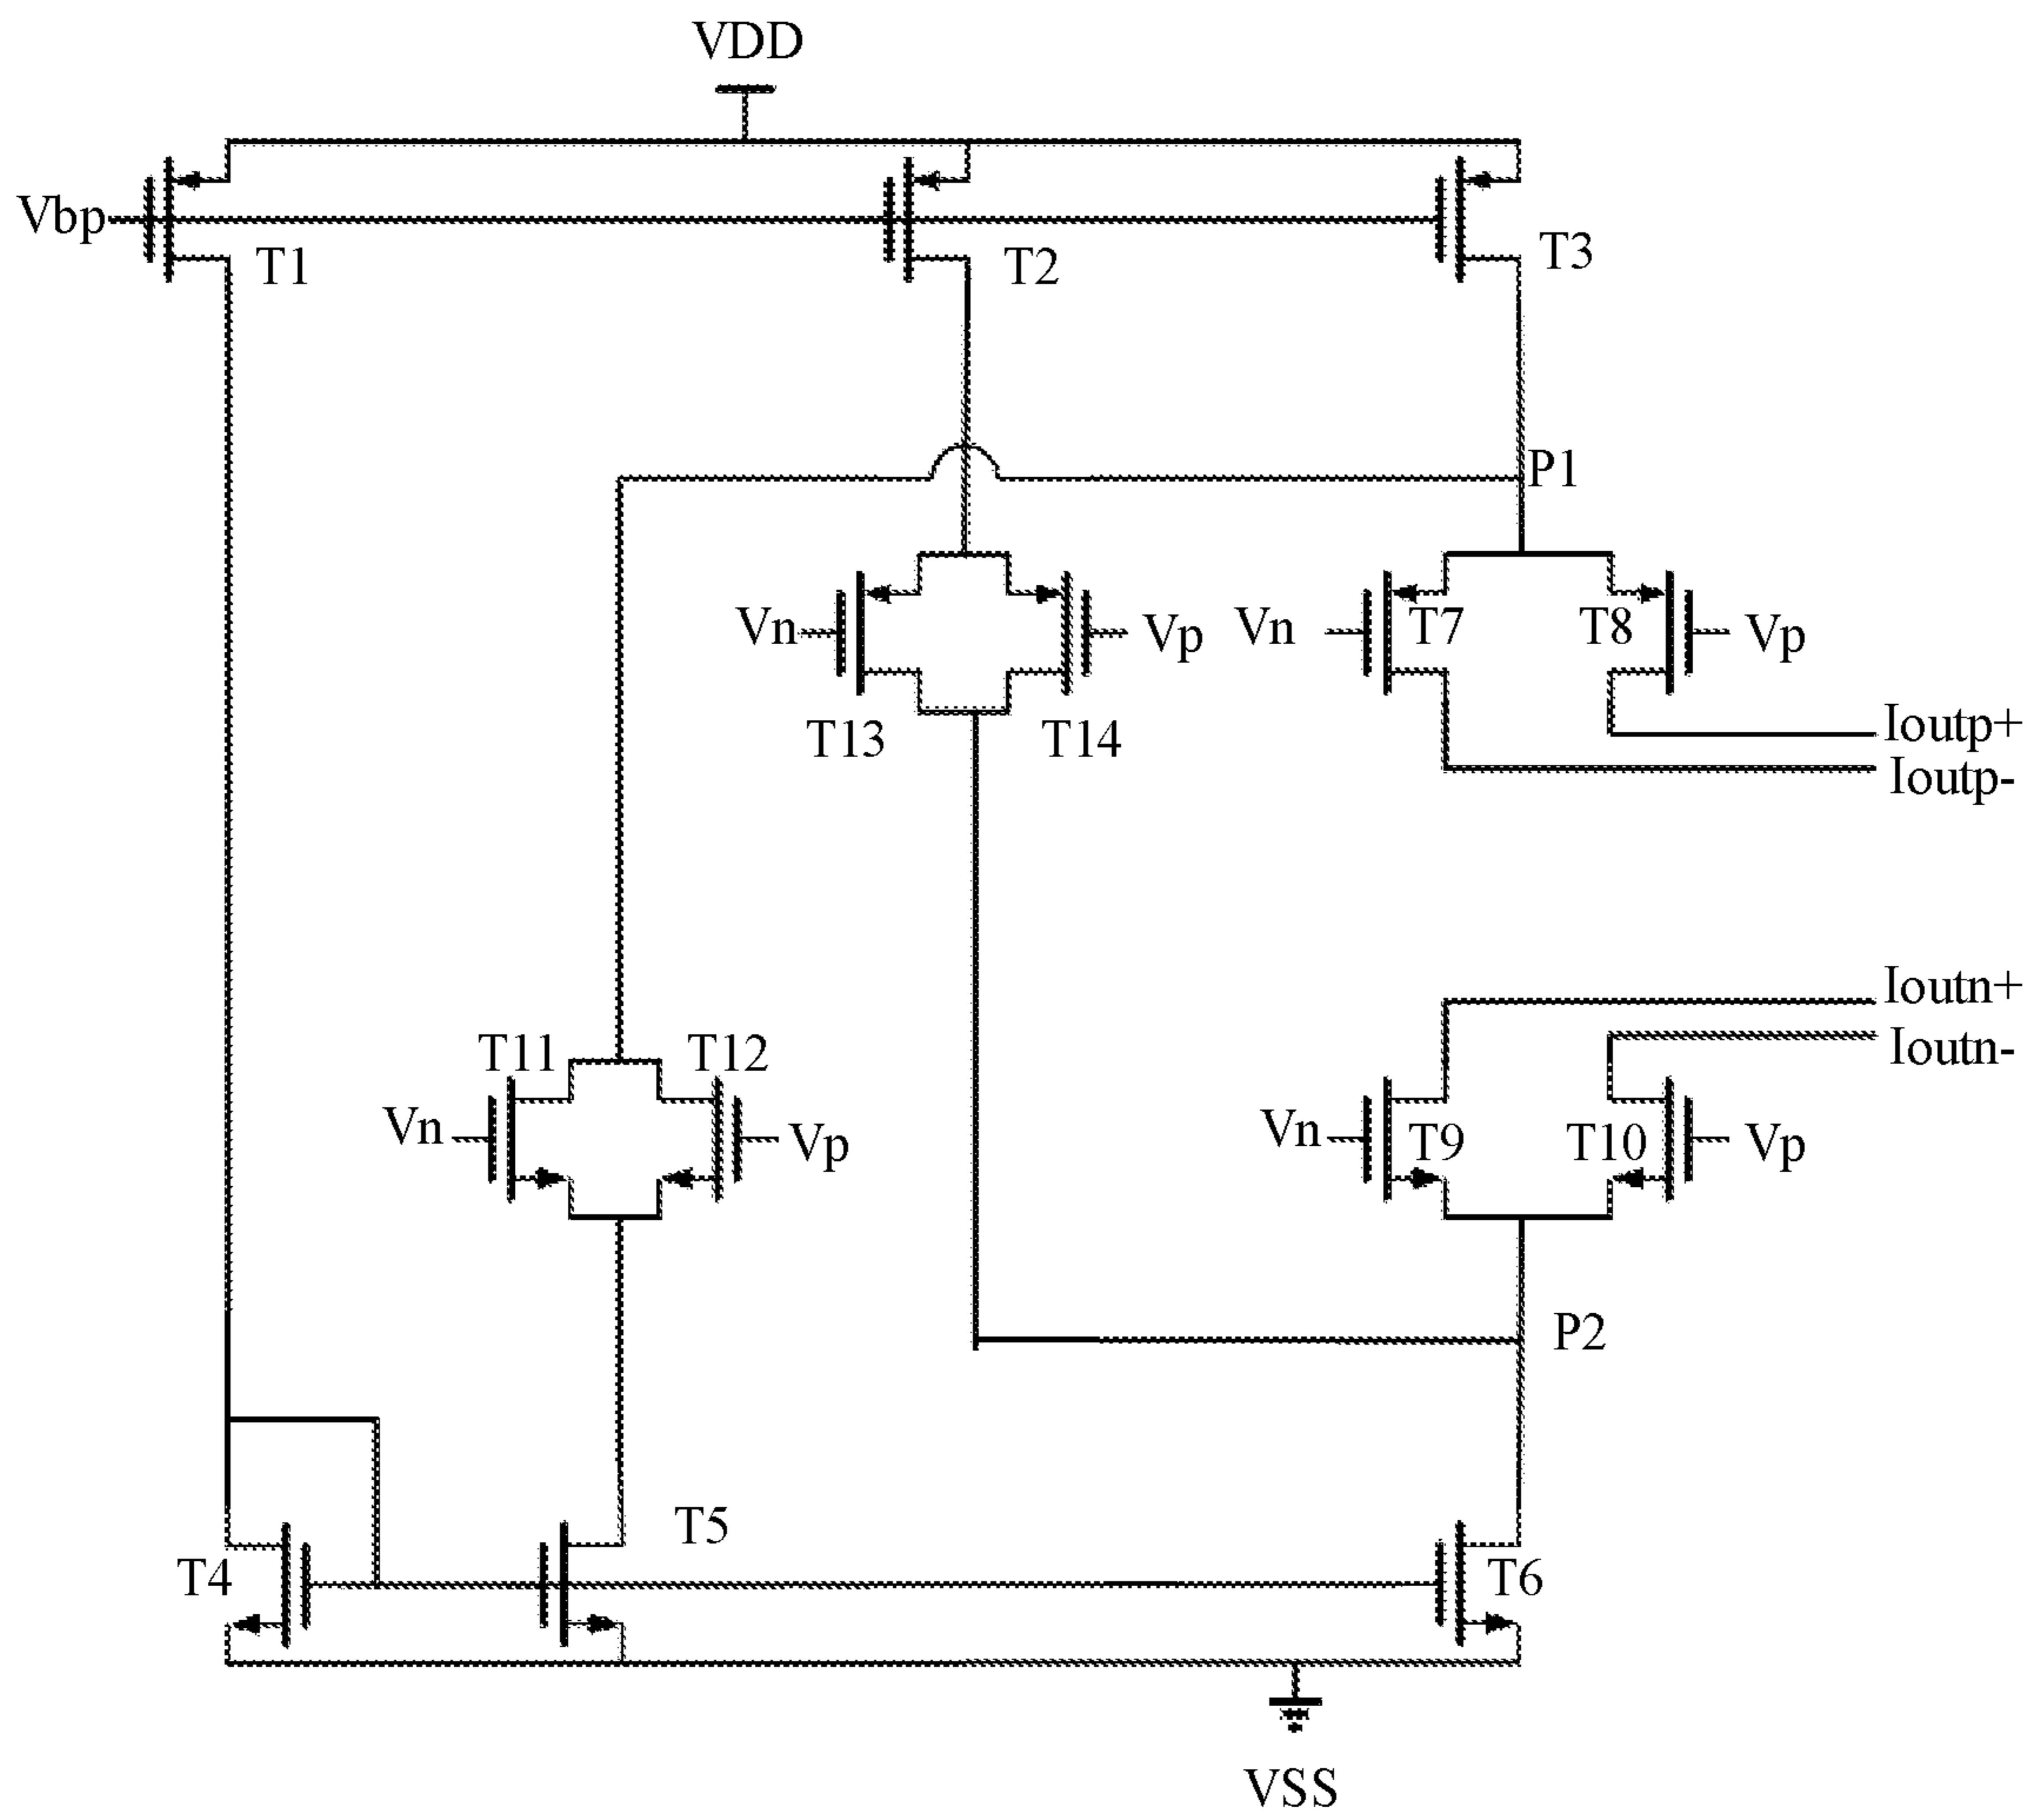 VDD
Vbp
T1
T2
T3
P1
Vn
Vp
Vn
T7
T8
Vp
T13
T14
Ioutp+
Ioutp-
Ioutn+
Ioutn-
T11
T12
Vn
Vp
Vn
T9
T10
Vp
P2
T5
T4
T6
VSS